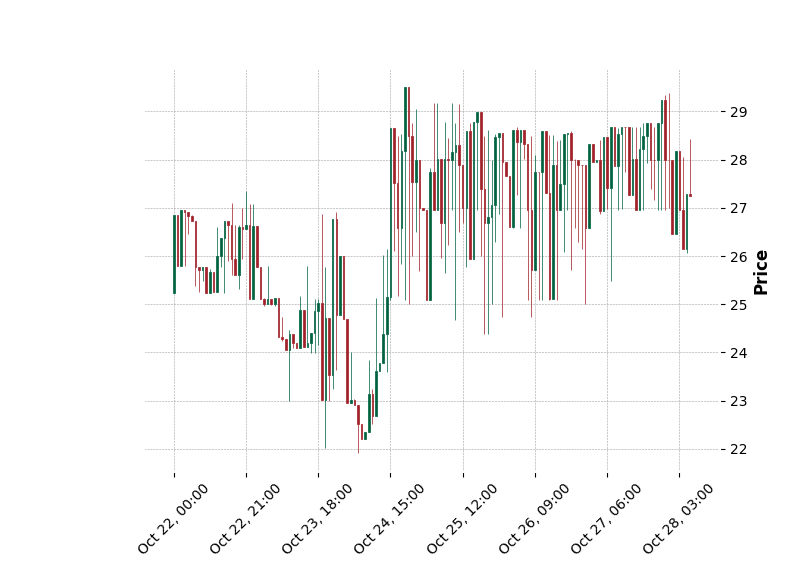 29
28
27
26
25
24
23
22
Price
Oct 22, 00:00
Oct 22, 21:00
Oct 23, 18:00
Oct 24, 15:00
Oct 25, 12:00
Oct 26, 09:00
Oct 27, 06:00
Oct 28, 03:00